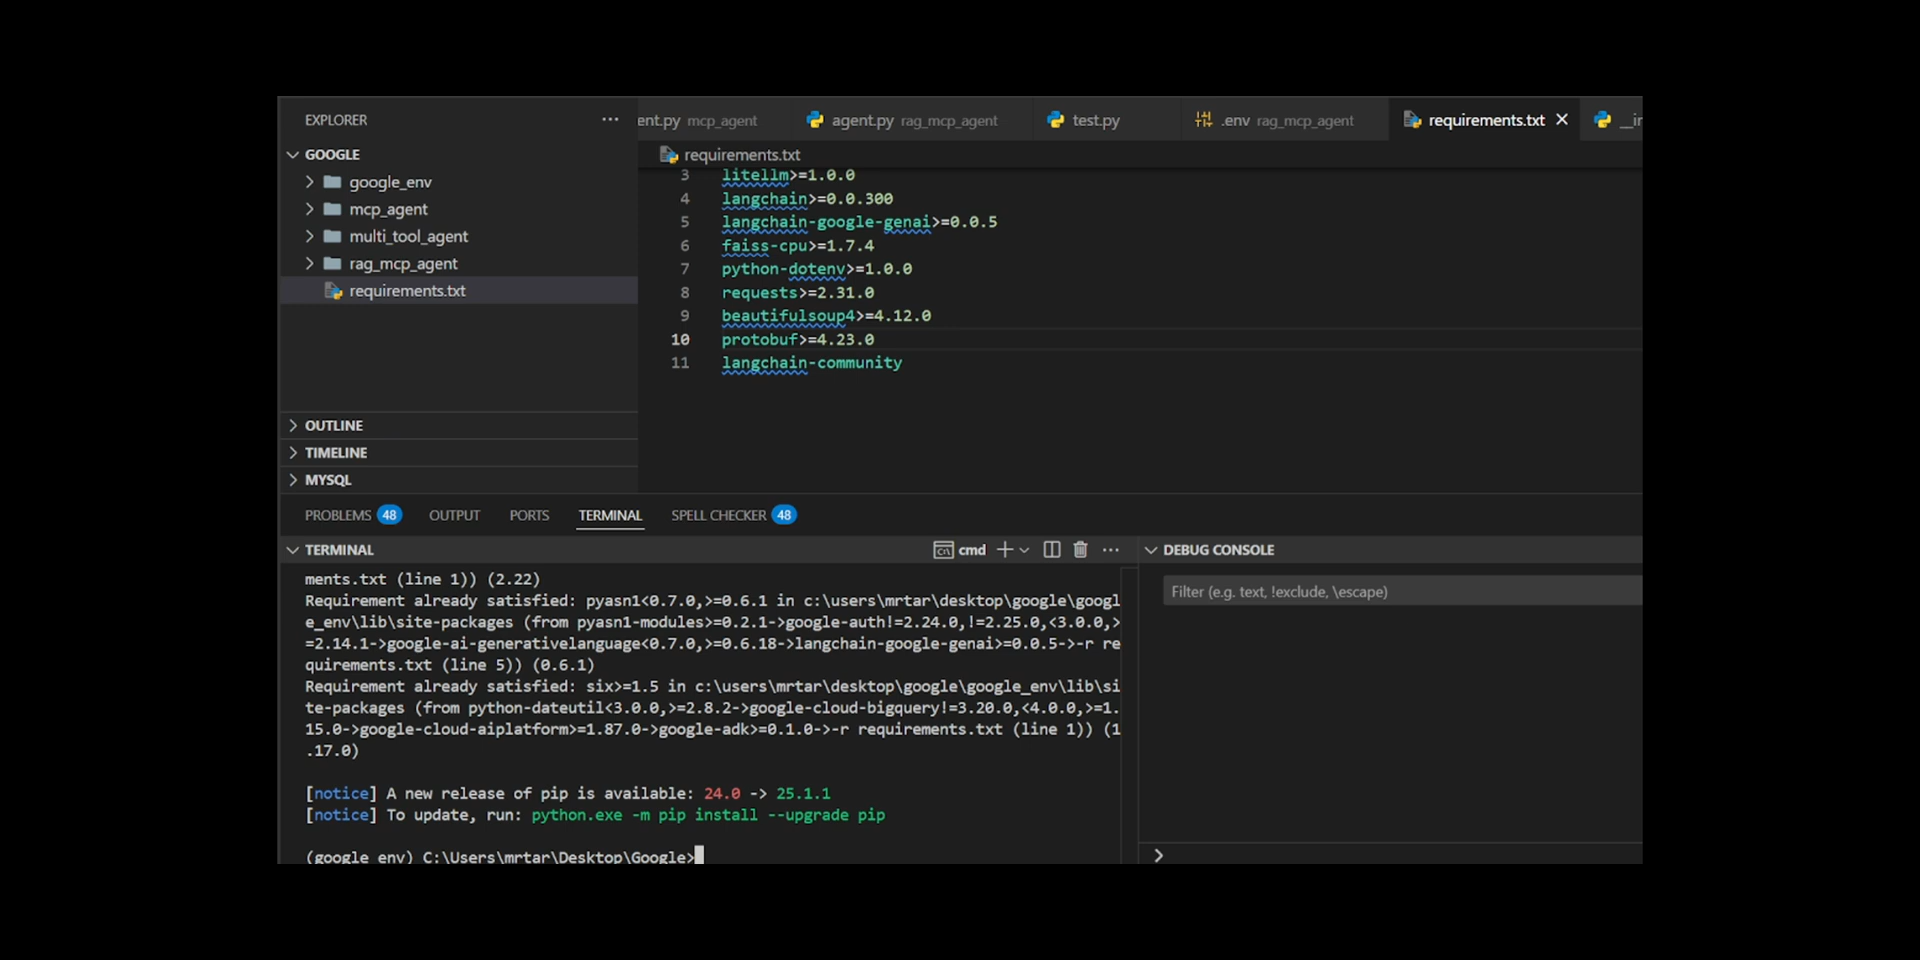 EXPLORER
GOOGLE
google_env
mcp_agent
multi_tool_agent
rag_mcp_agent
requirements.txt
OUTLINE
TIMELINE
MYSQL
ent.py mcp_agent
agent.py rag_mcp_agent
test.py
.env rag_mcp_agent
requirements.txt
requirements.txt
3 litellm>=1.0.0
4 langchain>=0.0.300
5 langchain-google-genai>=0.0.5
6 faiss-cpu>=1.7.4
7 python-dotenv>=1.0.0
8 requests>=2.31.0
9 beautifulsoup4>=4.12.0
10 protobuf>=4.23.0
11 langchain-community
PROBLEMS 48 OUTPUT PORTS TERMINAL SPELL CHECKER 48
TERMINAL
cmd
ments.txt (line 1)) (2.22)
Requirement already satisfied: pyasn1<0.7.0,>=0.6.1 in c:\users\mrtar\desktop\google\googl
e_env\lib\site-packages (from pyasn1-modules>=0.2.1->google-auth!=2.24.0,!=2.25.0,<3.0.0,>
=2.14.1->google-ai-generativelanguage<0.7.0,>=0.6.18->langchain-google-genai>=0.0.5->-r re
quirements.txt (line 5)) (0.6.1)
Requirement already satisfied: six>=1.5 in c:\users\mrtar\desktop\google\google_env\lib\si
te-packages (from python-dateutil<3.0.0,>=2.8.2->google-cloud-bigquery!=3.20.0,<4.0.0,>=1.
15.0->google-cloud-aiplatform>=1.87.0->google-adk>=0.1.0->-r requirements.txt (line 1)) (1
.17.0)
[notice] A new release of pip is available: 24.0 -> 25.1.1
[notice] To update, run: python.exe -m pip install --upgrade pip
(google_env) C:\Users\mrtar\Desktop\Google>
DEBUG CONSOLE
Filter (e.g. text, !exclude, \escape)